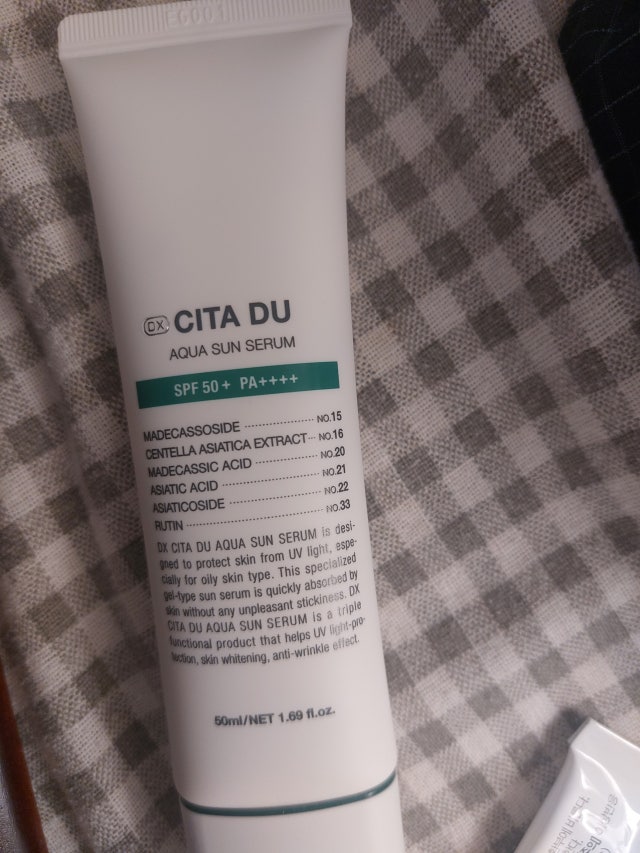 EG001
DX CITA DU
AQUA SUN SERUM
SPF 50+ PA++++
MADECASSOSIDE ---------------- NO.15
CENTELLA ASIATICA EXTRACT -- NO.16
MADECASSIC ACID -------------- NO.20
ASIATIC ACID ---------------------- NO.21
ASIATICOSIDE --------------------- NO.22
RUTIN ------------------------------- NO.33
DX CITA DU AQUA SUN SERUM is desi-
gned to protect skin from UV light, espe-
cially for oily skin type. This specialized
gel-type sun serum is quickly absorbed by
skin without any unpleasant stickiness. DX
CITA DU AQUA SUN SERUM is a triple
functional product that helps UV light-pro-
tection, skin whitening, anti-wrinkle effect.
50ml/NET 1.69 fl.oz.